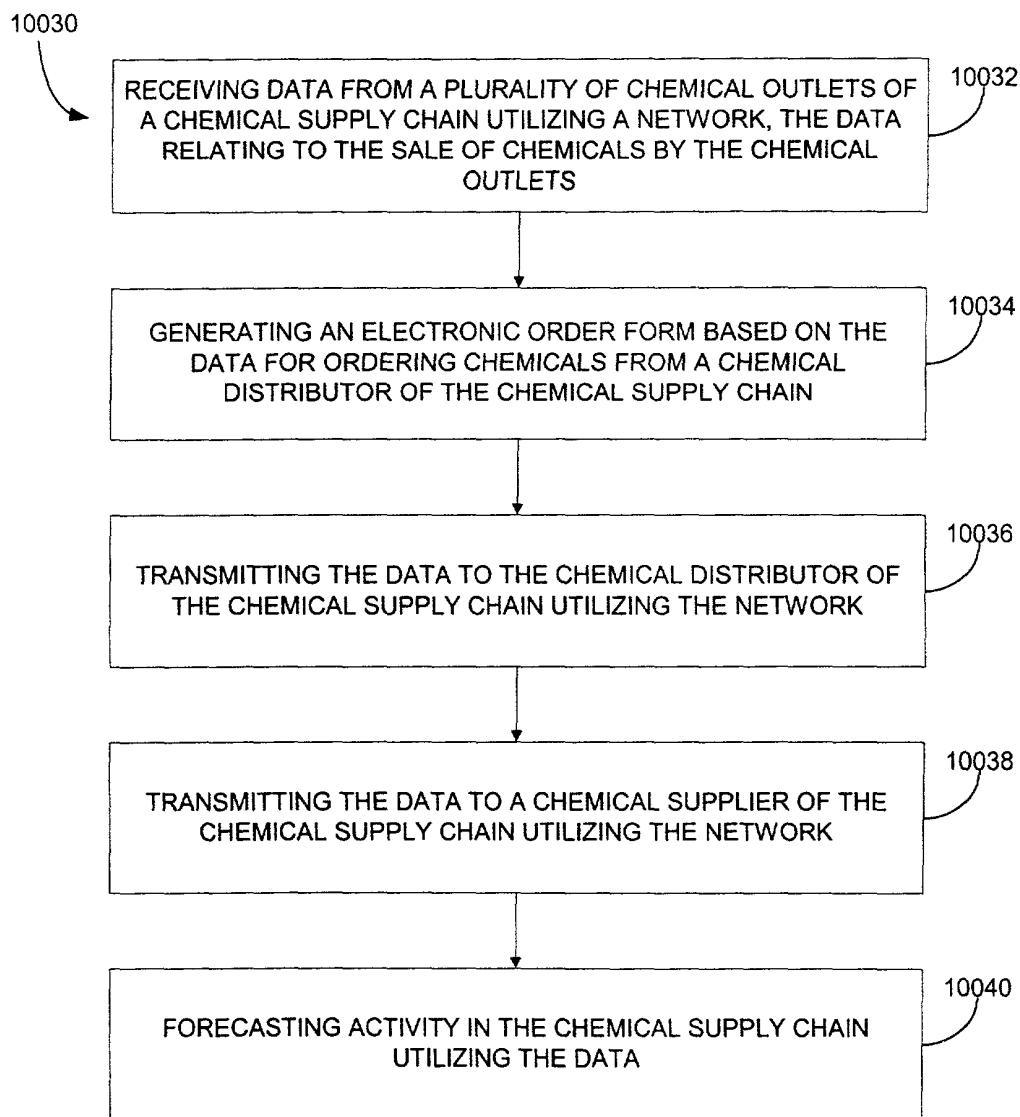 10030
RECEIVING DATA FROM A PLURALITY OF CHEMICAL OUTLETS OF
A CHEMICAL SUPPLY CHAIN UTILIZING A NETWORK, THE DATA
RELATING TO THE SALE OF CHEMICALS BY THE CHEMICAL
OUTLETS
10032
GENERATING AN ELECTRONIC ORDER FORM BASED ON THE
DATA FOR ORDERING CHEMICALS FROM A CHEMICAL
DISTRIBUTOR OF THE CHEMICAL SUPPLY CHAIN
10034
TRANSMITTING THE DATA TO THE CHEMICAL DISTRIBUTOR OF
THE CHEMICAL SUPPLY CHAIN UTILIZING THE NETWORK
10036
TRANSMITTING THE DATA TO A CHEMICAL SUPPLIER OF THE
CHEMICAL SUPPLY CHAIN UTILIZING THE NETWORK
10038
FORECASTING ACTIVITY IN THE CHEMICAL SUPPLY CHAIN
UTILIZING THE DATA
10040